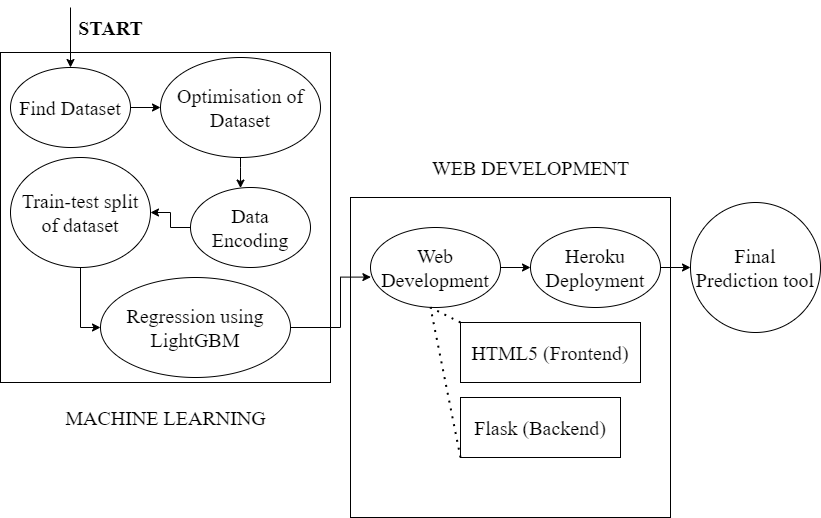 START
Find Dataset
Optimisation of
Dataset
Train-test split
of dataset
Data
Encoding
Regression using
LightGBM
MACHINE LEARNING
WEB DEVELOPMENT
Web
Development
Heroku
Deployment
HTML5 (Frontend)
Flask (Backend)
Final
Prediction tool